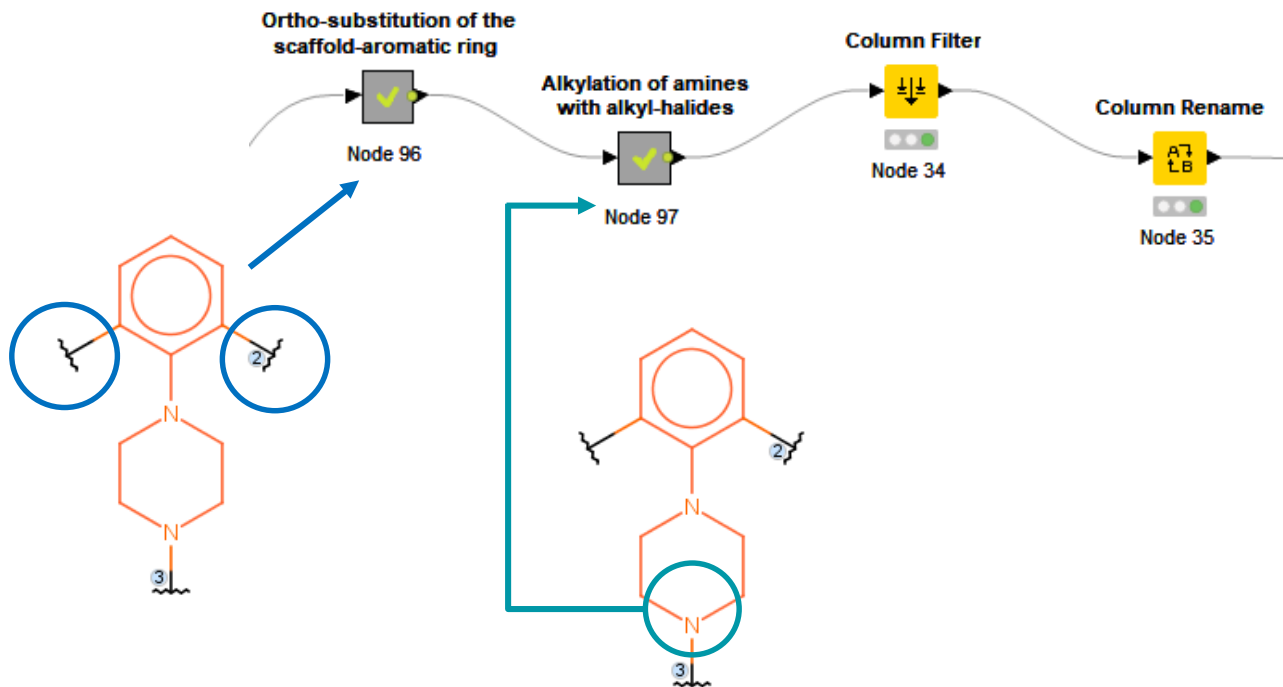 Ortho-substitution of the
scaffold-aromatic ring
Node 96
Alkylation of amines
with alkyl-halides
Node 97
Column Filter
Node 34
Column Rename
A
B
Node 35
2
N
N
3
2
N
N
3